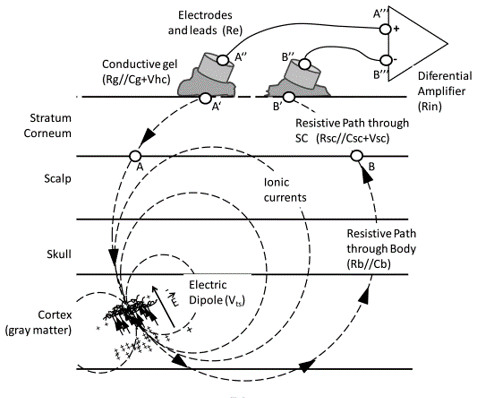 Electrodes
and leads (Re)
A'''
+
-
B'''
Diferential
Amplifier
(Rin)
A''
B''
Conductive gel
(Rg//Cg+Vhc)
A'
B'
Stratum
Corneum
Resistive Path through
SC (Rsc//Csc+Vsc)
A
B
Scalp
Ionic
currents
Skull
Resistive Path
through Body
(Rb//Cb)
Electric
Dipole (Vts)
E
Cortex
(gray matter)